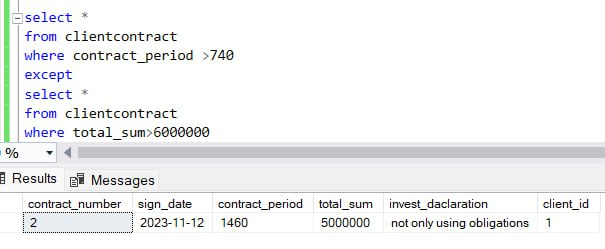 select *
from clientcontract
where contract_period >740
except
select *
from clientcontract
where total_sum>6000000
%
Results Messages
contract_number sign_date contract_period total_sum invest_daclaration client_id
2 2023-11-12 1460 5000000 not only using obligations 1